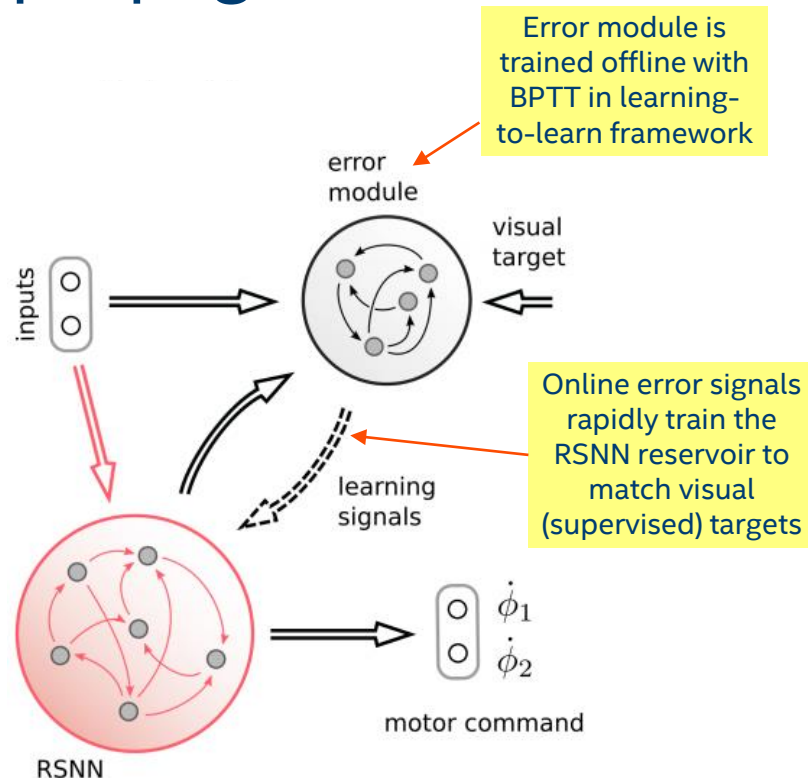 Error module is
trained offline with
BPTT in learning-
to-learn framework
error
module
visual
target
inputs
Online error signals
rapidly train the
RSNN reservoir to
match visual
(supervised) targets
learning
signals
ϕ̇₁
ϕ̇₂
motor command
RSNN